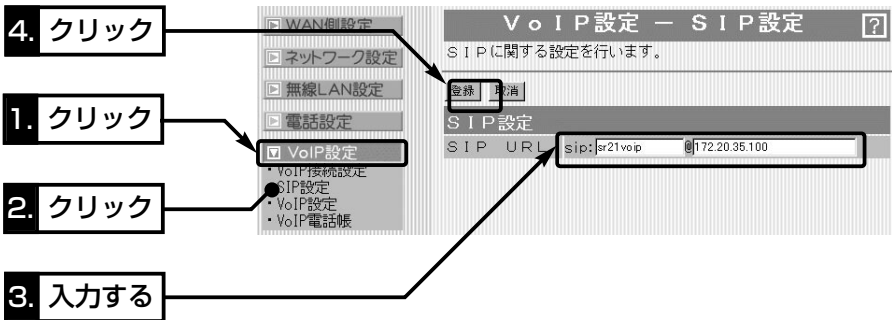 4. クリック
1. クリック
2. クリック
3. 入力する
WAN側設定
ネットワーク設定
無線LAN設定
電話設定
VoIP設定
・VoIP接続設定
SIP設定
・VoIP設定
・VoIP電話帳
VoIP設定 － SIP設定 ?
SIPに関する設定を行います。
登録 取消
SIP設定
SIP URL sip:sr21voip @172.20.35.100